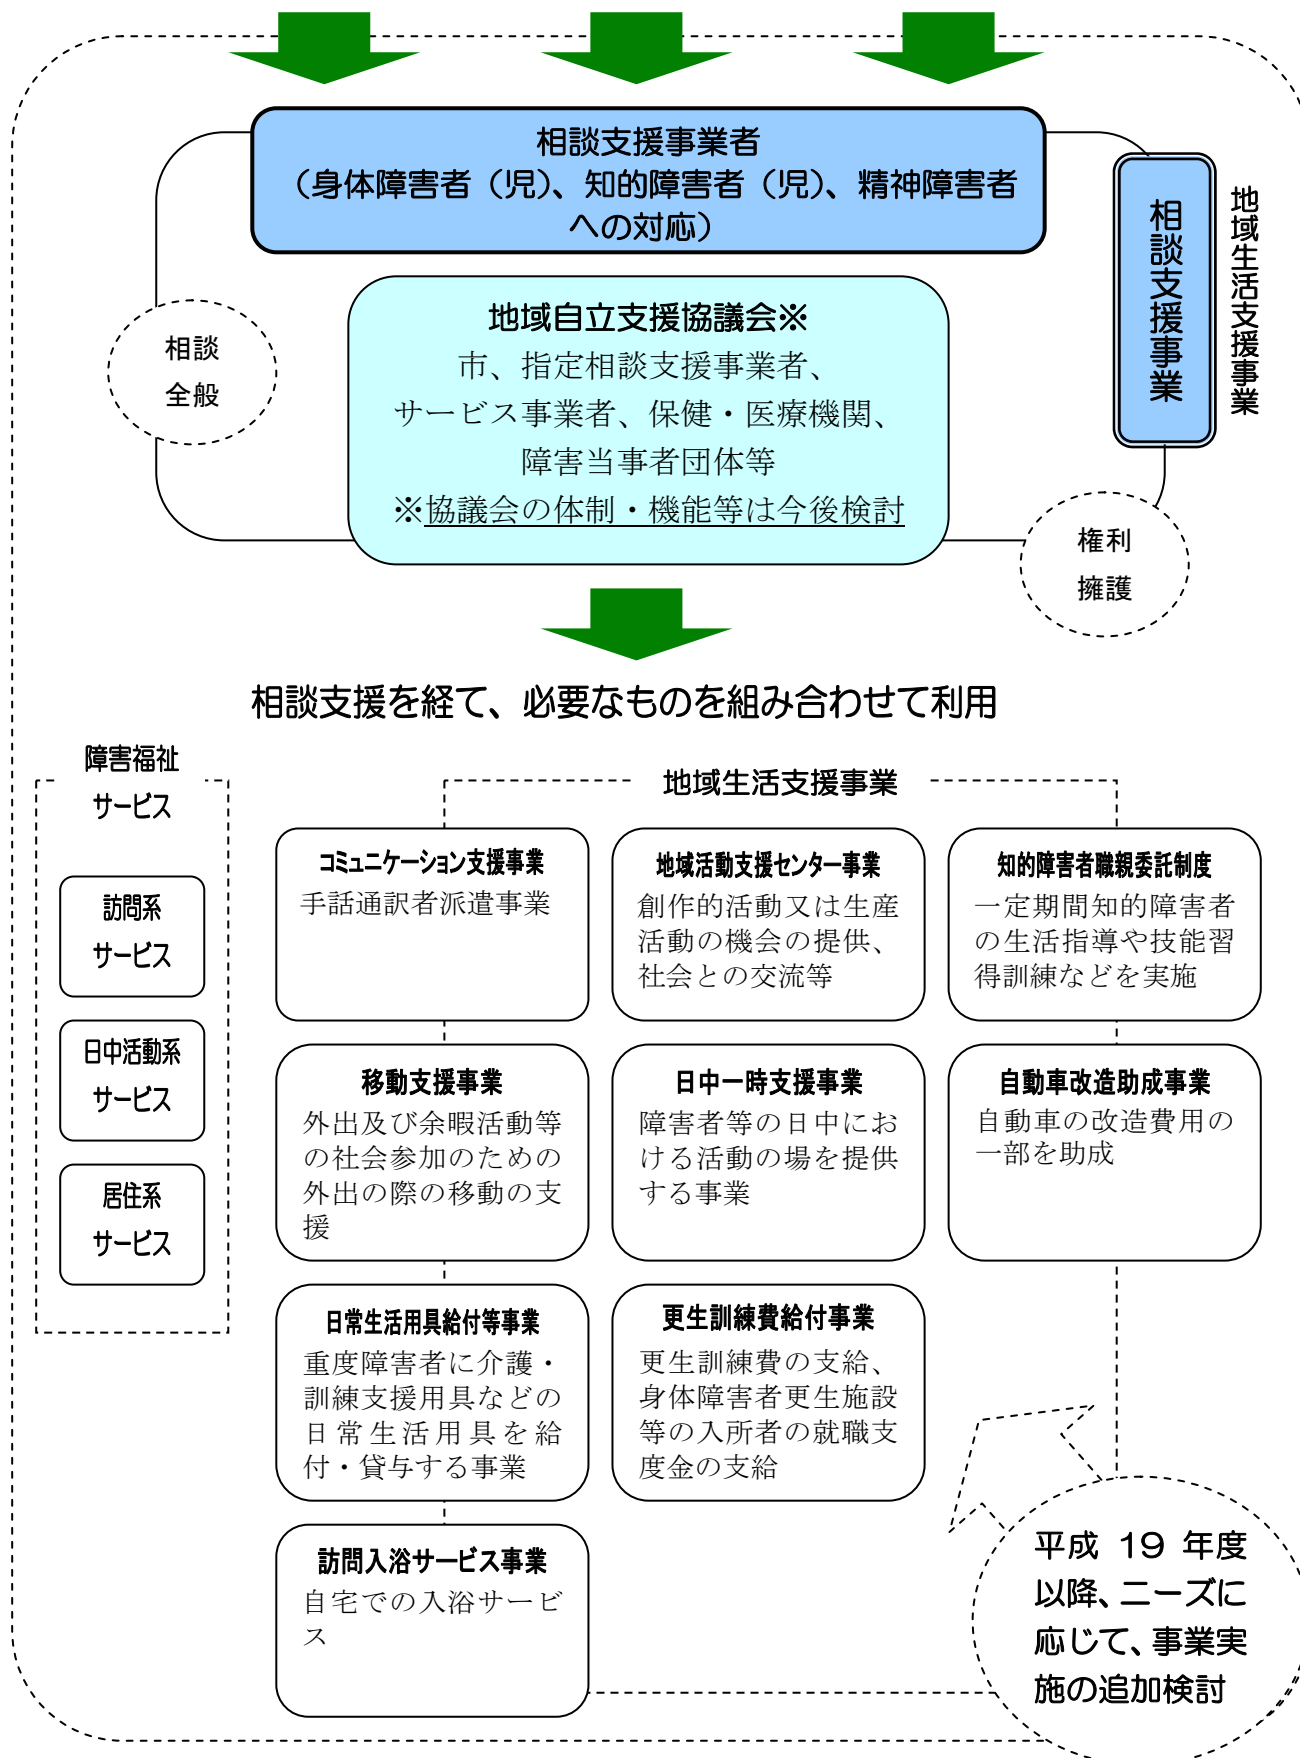 相談支援事業者
（身体障害者（児）、知的障害者（児）、精神障害者
への対応）
相談支援事業
地域生活支援事業
地域自立支援協議会※
市、指定相談支援事業者、
サービス事業者、保健・医療機関、
障害当事者団体等
※協議会の体制・機能等は今後検討
相談
全般
権利
擁護
相談支援を経て、必要なものを組み合わせて利用
障害福祉
サービス
訪問系
サービス
日中活動系
サービス
居住系
サービス
地域生活支援事業
コミュニケーション支援事業
手話通訳者派遣事業
地域活動支援センター事業
創作的活動又は生産
活動の機会の提供、
社会との交流等
知的障害者職親委託制度
一定期間知的障害者
の生活指導や技能習
得訓練などを実施
移動支援事業
外出及び余暇活動等
の社会参加のための
外出の際の移動の支
援
日中一時支援事業
障害者等の日中にお
ける活動の場を提供
する事業
自動車改造助成事業
自動車の改造費用の
一部を助成
日常生活用具給付等事業
重度障害者に介護・
訓練支援用具などの
日常生活用具を給
付・貸与する事業
更生訓練費給付事業
更生訓練費の支給、
身体障害者更生施設
等の入所者の就職支
度金の支給
訪問入浴サービス事業
自宅での入浴サービ
ス
平成 19 年度
以降、ニーズに
応じて、事業実
施の追加検討